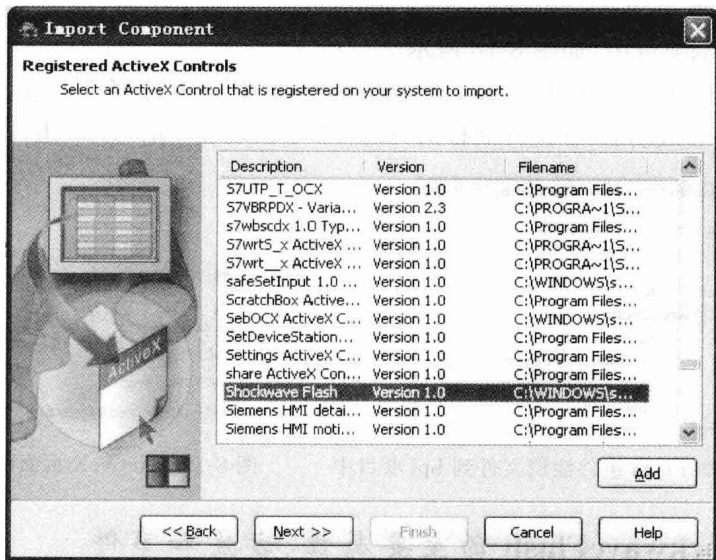 Import Component
Registered ActiveX Controls
Select an ActiveX Control that is registered on your system to import.
Description Version Filename
S7UTP_T_OCX Version 1.0 C:\Program Files...
S7VBRPDX - Varia... Version 2.3 C:\PROGRA~1\S...
s7wbscdx 1.0 Typ... Version 1.0 C:\Program Files...
S7wrtS_x ActiveX ... Version 1.0 C:\PROGRA~1\S...
S7wrt__x ActiveX ... Version 1.0 C:\PROGRA~1\S...
safeSetInput 1.0 ... Version 1.0 C:\WINDOWS\s...
ScratchBox Active... Version 1.0 C:\Program Files...
SebOCX ActiveX C... Version 1.0 C:\WINDOWS\s...
SetDeviceStation... Version 1.0 C:\Program Files...
Settings ActiveX C... Version 1.0 C:\Program Files...
share ActiveX Con... Version 1.0 C:\Program Files...
Shockwave Flash Version 1.0 C:\WINDOWS\s...
Siemens HMI detai... Version 1.0 C:\Program Files...
Siemens HMI moti... Version 1.0 C:\Program Files...
ActiveX
Add
<< Back Next >> Finish Cancel Help